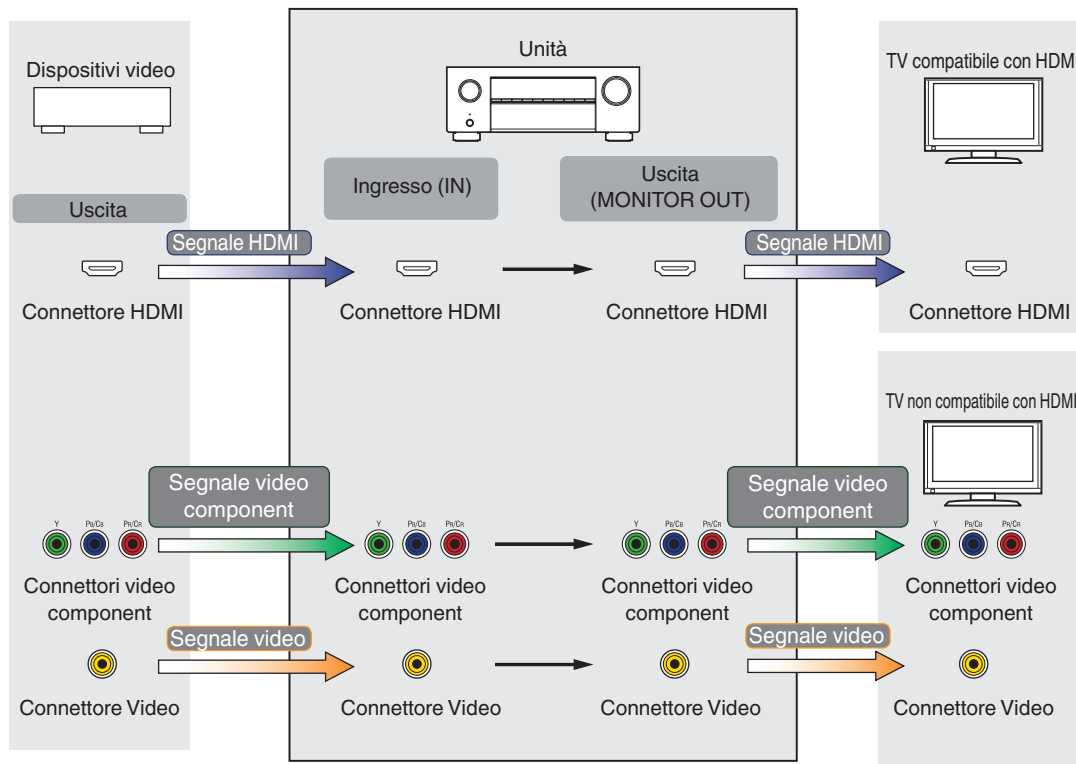 Dispositivi video
Unità
TV compatibile con HDMI
Uscita
Ingresso (IN)
Uscita
(MONITOR OUT)
Segnale HDMI
Segnale HDMI
Connettore HDMI
Connettore HDMI
Connettore HDMI
Connettore HDMI
TV non compatibile con HDMI
Segnale video
component
Segnale video
component
Y PB/CB PR/CR
Y PB/CB PR/CR
Y PB/CB PR/CR
Y PB/CB PR/CR
Connettori video
component
Connettori video
component
Connettori video
component
Connettori video
component
Segnale video
Segnale video
Connettore Video
Connettore Video
Connettore Video
Connettore Video